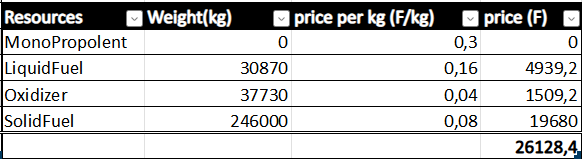 Resources Weight(kg) price per kg (F/kg) price (F)
MonoPropolent 0 0,3 0
LiquidFuel 30870 0,16 4939,2
Oxidizer 37730 0,04 1509,2
SolidFuel 246000 0,08 19680
26128,4